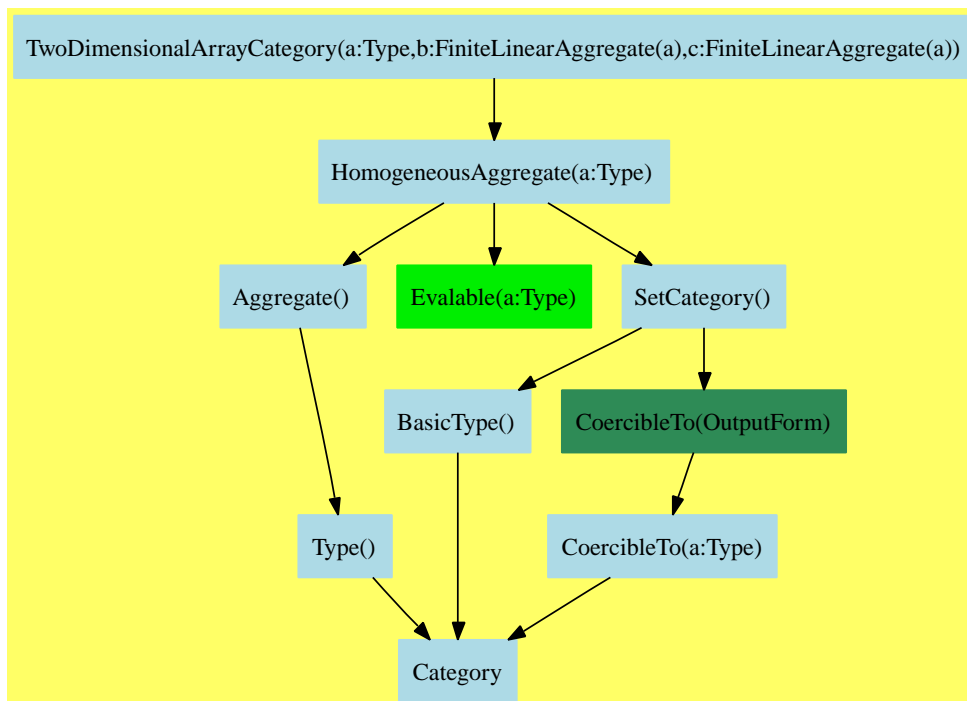 TwoDimensionalArrayCategory(a:Type,b:FiniteLinearAggregate(a),c:FiniteLinearAggregate(a))
HomogeneousAggregate(a:Type)
Aggregate()
Evalable(a:Type)
SetCategory()
BasicType()
CoercibleTo(OutputForm)
Type()
CoercibleTo(a:Type)
Category